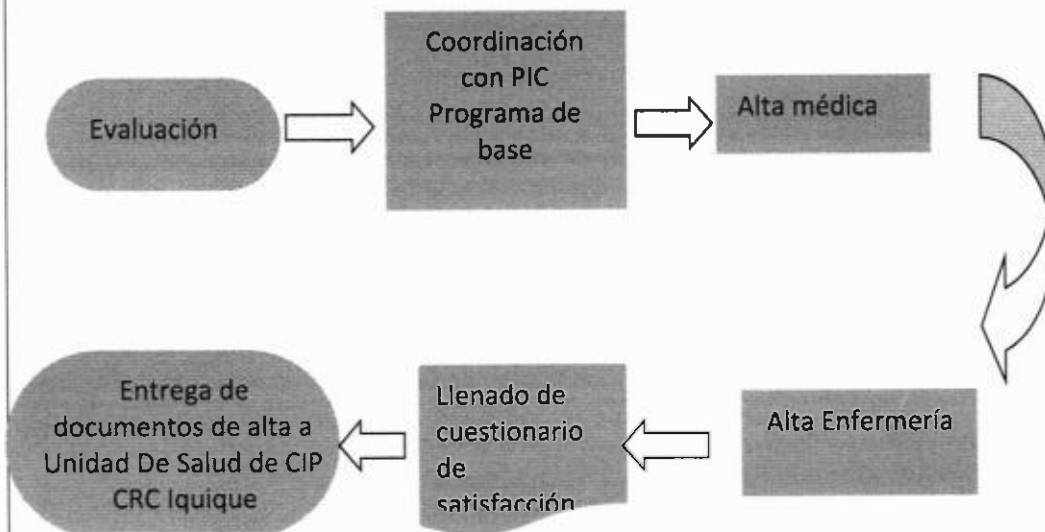 Evaluación
Coordinación
con PIC
Programa de
base
Alta médica
Alta Enfermería
Llenado de
cuestionario
de
satisfacción
Entrega de
documentos de alta a
Unidad De Salud de CIP
CRC Iquique